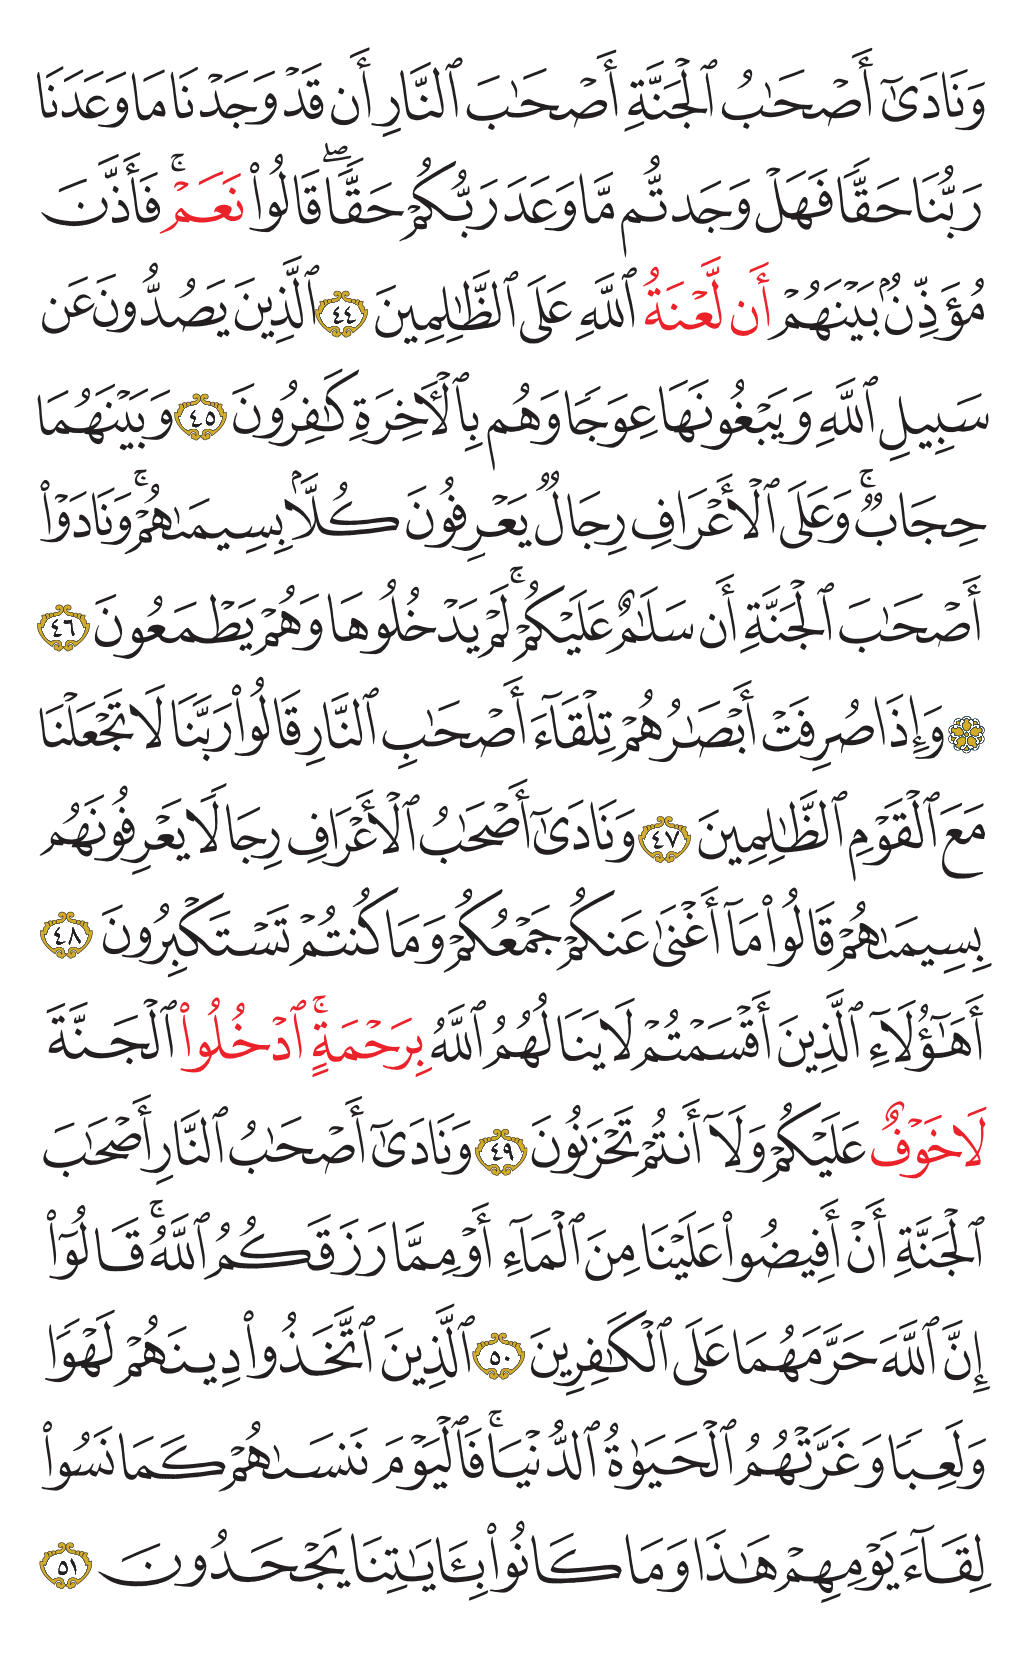 وَنَادَىٰٓ أَصْحَٰبُ ٱلْجَنَّةِ أَصْحَٰبَ ٱلنَّارِ أَن قَدْ وَجَدْنَا مَا وَعَدَنَا
رَبُّنَا حَقًّا فَهَلْ وَجَدتُّم مَّا وَعَدَ رَبُّكُمْ حَقًّا ۖ قَالُوا۟ نَعَمْ ۚ فَأَذَّنَ
مُؤَذِّنٌۢ بَيْنَهُمْ أَن لَّعْنَةُ ٱللَّهِ عَلَى ٱلظَّٰلِمِينَ ٤٤ ٱلَّذِينَ يَصُدُّونَ عَن
سَبِيلِ ٱللَّهِ وَيَبْغُونَهَا عِوَجًا وَهُم بِٱلْـَٔاخِرَةِ كَٰفِرُونَ ٤٥ وَبَيْنَهُمَا
حِجَابٌ ۚ وَعَلَى ٱلْأَعْرَافِ رِجَالٌ يَعْرِفُونَ كُلًّۢا بِسِيمَىٰهُمْ ۚ وَنَادَوْا۟
أَصْحَٰبَ ٱلْجَنَّةِ أَن سَلَٰمٌ عَلَيْكُمْ ۚ لَمْ يَدْخُلُوهَا وَهُمْ يَطْمَعُونَ ٤٦
۞ وَإِذَا صُرِفَتْ أَبْصَٰرُهُمْ تِلْقَآءَ أَصْحَٰبِ ٱلنَّارِ قَالُوا۟ رَبَّنَا لَا تَجْعَلْنَا
مَعَ ٱلْقَوْمِ ٱلظَّٰلِمِينَ ٤٧ وَنَادَىٰٓ أَصْحَٰبُ ٱلْأَعْرَافِ رِجَالًا يَعْرِفُونَهُم
بِسِيمَىٰهُمْ قَالُوا۟ مَآ أَغْنَىٰ عَنكُمْ جَمْعُكُمْ وَمَا كُنتُمْ تَسْتَكْبِرُونَ ٤٨
أَهَٰٓؤُلَآءِ ٱلَّذِينَ أَقْسَمْتُمْ لَا يَنَالُهُمُ ٱللَّهُ بِرَحْمَةٍ ۚ ٱدْخُلُوا۟ ٱلْجَنَّةَ
لَا خَوْفٌ عَلَيْكُمْ وَلَآ أَنتُمْ تَحْزَنُونَ ٤٩ وَنَادَىٰٓ أَصْحَٰبُ ٱلنَّارِ أَصْحَٰبَ
ٱلْجَنَّةِ أَنْ أَفِيضُوا۟ عَلَيْنَا مِنَ ٱلْمَآءِ أَوْ مِمَّا رَزَقَكُمُ ٱللَّهُ ۚ قَالُوٓا۟
إِنَّ ٱللَّهَ حَرَّمَهُمَا عَلَى ٱلْكَٰفِرِينَ ٥٠ ٱلَّذِينَ ٱتَّخَذُوا۟ دِينَهُمْ لَهْوًا
وَلَعِبًا وَغَرَّتْهُمُ ٱلْحَيَوٰةُ ٱلدُّنْيَا ۚ فَٱلْيَوْمَ نَنسَىٰهُمْ كَمَا نَسُوا۟
لِقَآءَ يَوْمِهِمْ هَٰذَا وَمَا كَانُوا۟ بِـَٔايَٰتِنَا يَجْحَدُونَ ٥١